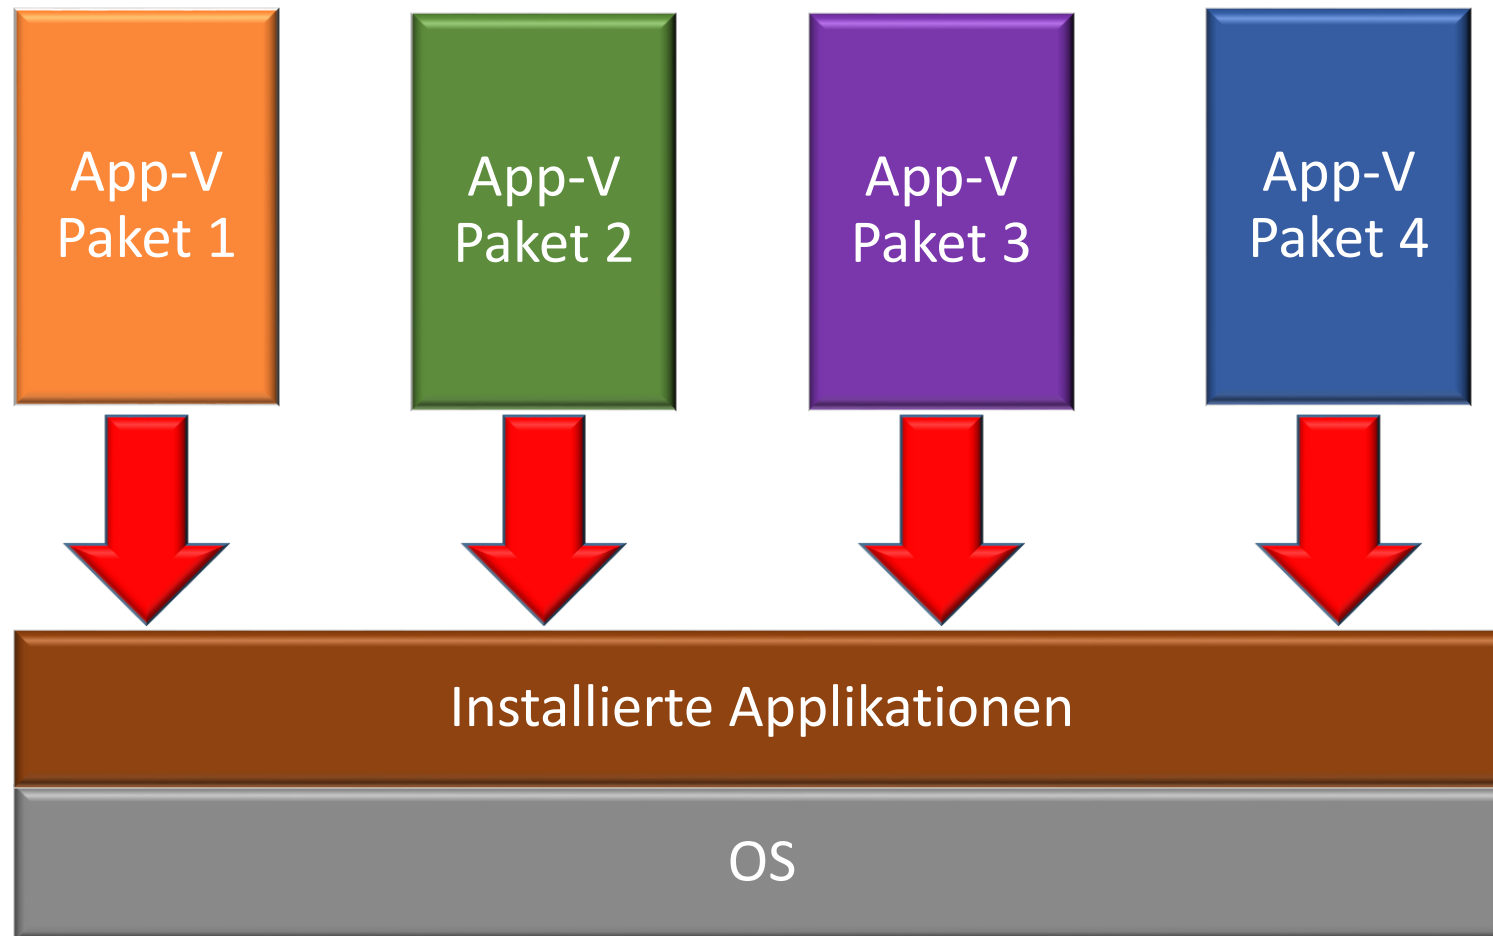 App-V
Paket 1
App-V
Paket 2
App-V
Paket 3
App-V
Paket 4
Installierte Applikationen
OS